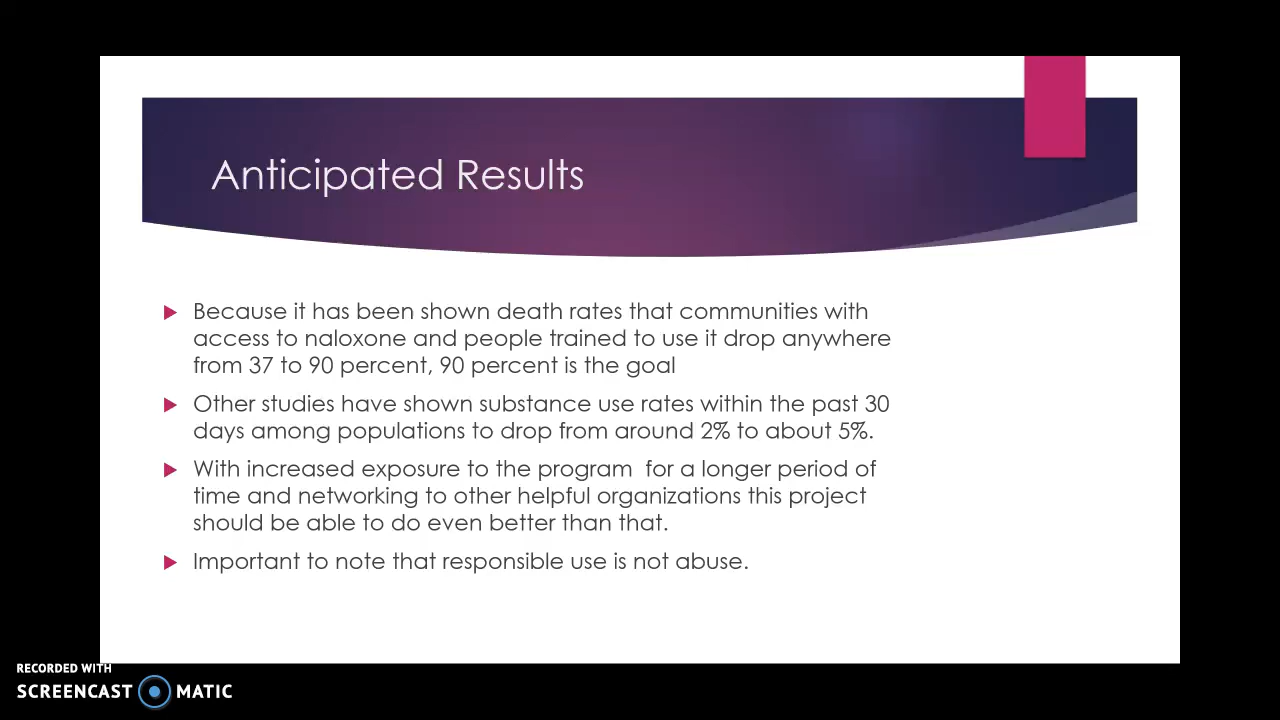 Anticipated Results
Because it has been shown death rates that communities with
access to naloxone and people trained to use it drop anywhere
from 37 to 90 percent, 90 percent is the goal
Other studies have shown substance use rates within the past 30
days among populations to drop from around 2% to about 5%.
With increased exposure to the program  for a longer period of
time and networking to other helpful organizations this project
should be able to do even better than that.
Important to note that responsible use is not abuse.
RECORDED WITH
SCREENCAST MATIC